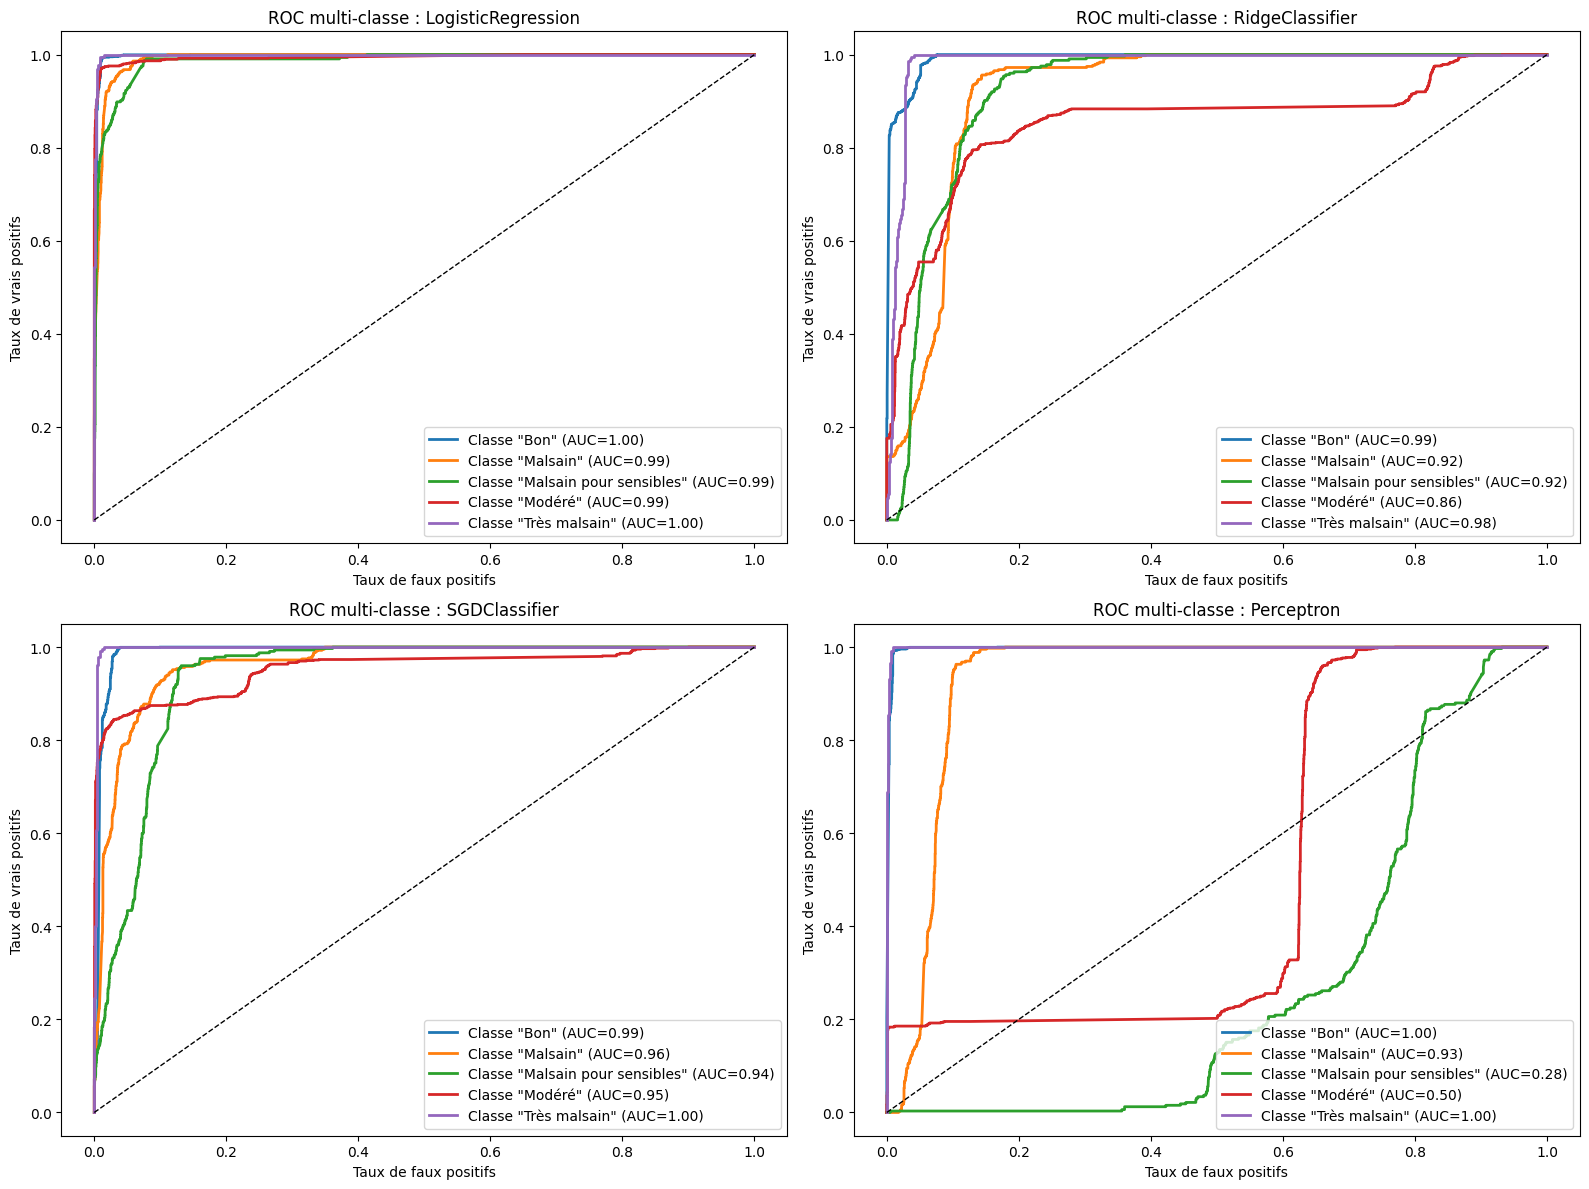 ROC multi-classe : LogisticRegression
1.0
0.8
0.6
0.4
0.2
0.0
Taux de vrais positifs
Classe "Bon" (AUC=1.00)
Classe "Malsain" (AUC=0.99)
Classe "Malsain pour sensibles" (AUC=0.99)
Classe "Modéré" (AUC=0.99)
Classe "Très malsain" (AUC=1.00)
0.0 0.2 0.4 0.6 0.8 1.0
Taux de faux positifs
ROC multi-classe : RidgeClassifier
1.0
0.8
0.6
0.4
0.2
0.0
Taux de vrais positifs
Classe "Bon" (AUC=0.99)
Classe "Malsain" (AUC=0.92)
Classe "Malsain pour sensibles" (AUC=0.92)
Classe "Modéré" (AUC=0.86)
Classe "Très malsain" (AUC=0.98)
0.0 0.2 0.4 0.6 0.8 1.0
Taux de faux positifs
ROC multi-classe : SGDClassifier
1.0
0.8
0.6
0.4
0.2
0.0
Taux de vrais positifs
Classe "Bon" (AUC=0.99)
Classe "Malsain" (AUC=0.96)
Classe "Malsain pour sensibles" (AUC=0.94)
Classe "Modéré" (AUC=0.95)
Classe "Très malsain" (AUC=1.00)
0.0 0.2 0.4 0.6 0.8 1.0
Taux de faux positifs
ROC multi-classe : Perceptron
1.0
0.8
0.6
0.4
0.2
0.0
Taux de vrais positifs
Classe "Bon" (AUC=1.00)
Classe "Malsain" (AUC=0.93)
Classe "Malsain pour sensibles" (AUC=0.28)
Classe "Modéré" (AUC=0.50)
Classe "Très malsain" (AUC=1.00)
0.0 0.2 0.4 0.6 0.8 1.0
Taux de faux positifs